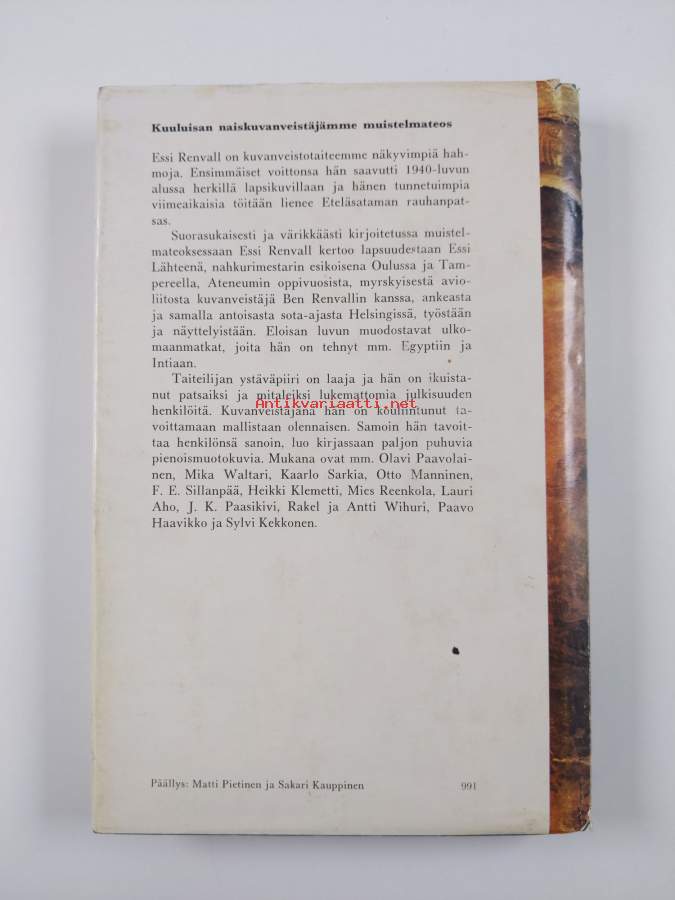 Kuuluisan naiskuvanveistäjämme muistelmateos
Essi Renvall on kuvanveistotaiteemme näkyvimpiä hah-
moja. Ensimmäiset voittonsa hän saavutti 1940-luvun
alussa herkillä lapsikuvillaan ja hänen tunnetuimpia
viimeaikaisia töitään lienee Eteläsataman rauhanpat-
sas.
Suorasukaisesti ja värikkäästi kirjoitetussa muistel-
mateoksessaan Essi Renvall kertoo lapsuudestaan Essi
Lähteenä, nahkurimestarin esikoisena Oulussa ja Tam-
pereella, Ateneumin oppivuosista, myrskyisestä avio-
liitosta kuvanveistäjä Ben Renvallin kanssa, ankeasta
ja samalla antoisasta sota-ajasta Helsingissä, työstään
ja näyttelyistään. Eloisan luvun muodostavat ulko-
maanmatkat, joita hän on tehnyt mm. Egyptiin ja
Intiaan.
Taiteilijan ystäväpiiri on laaja ja hän on ikuista-
nut patsaiksi ja mitaleiksi lukemattomia julkisuuden
Antikvariaatti.net
henkilöitä. Kuvanveistäjänä hän on kouliintunut ta-
voittamaan mallistaan olennaisen. Samoin hän tavoit-
taa henkilönsä sanoin, luo kirjassaan paljon puhuvia
pienoismuotokuvia. Mukana ovat mm. Olavi Paavolai-
nen, Mika Waltari, Kaarlo Sarkia, Otto Manninen,
F. E. Sillanpää, Heikki Klemetti, Mies Reenkola, Lauri
Aho, J. K. Paasikivi, Rakel ja Antti Wihuri, Paavo
Haavikko ja Sylvi Kekkonen.
Päällys: Matti Pietinen ja Sakari Kauppinen 991